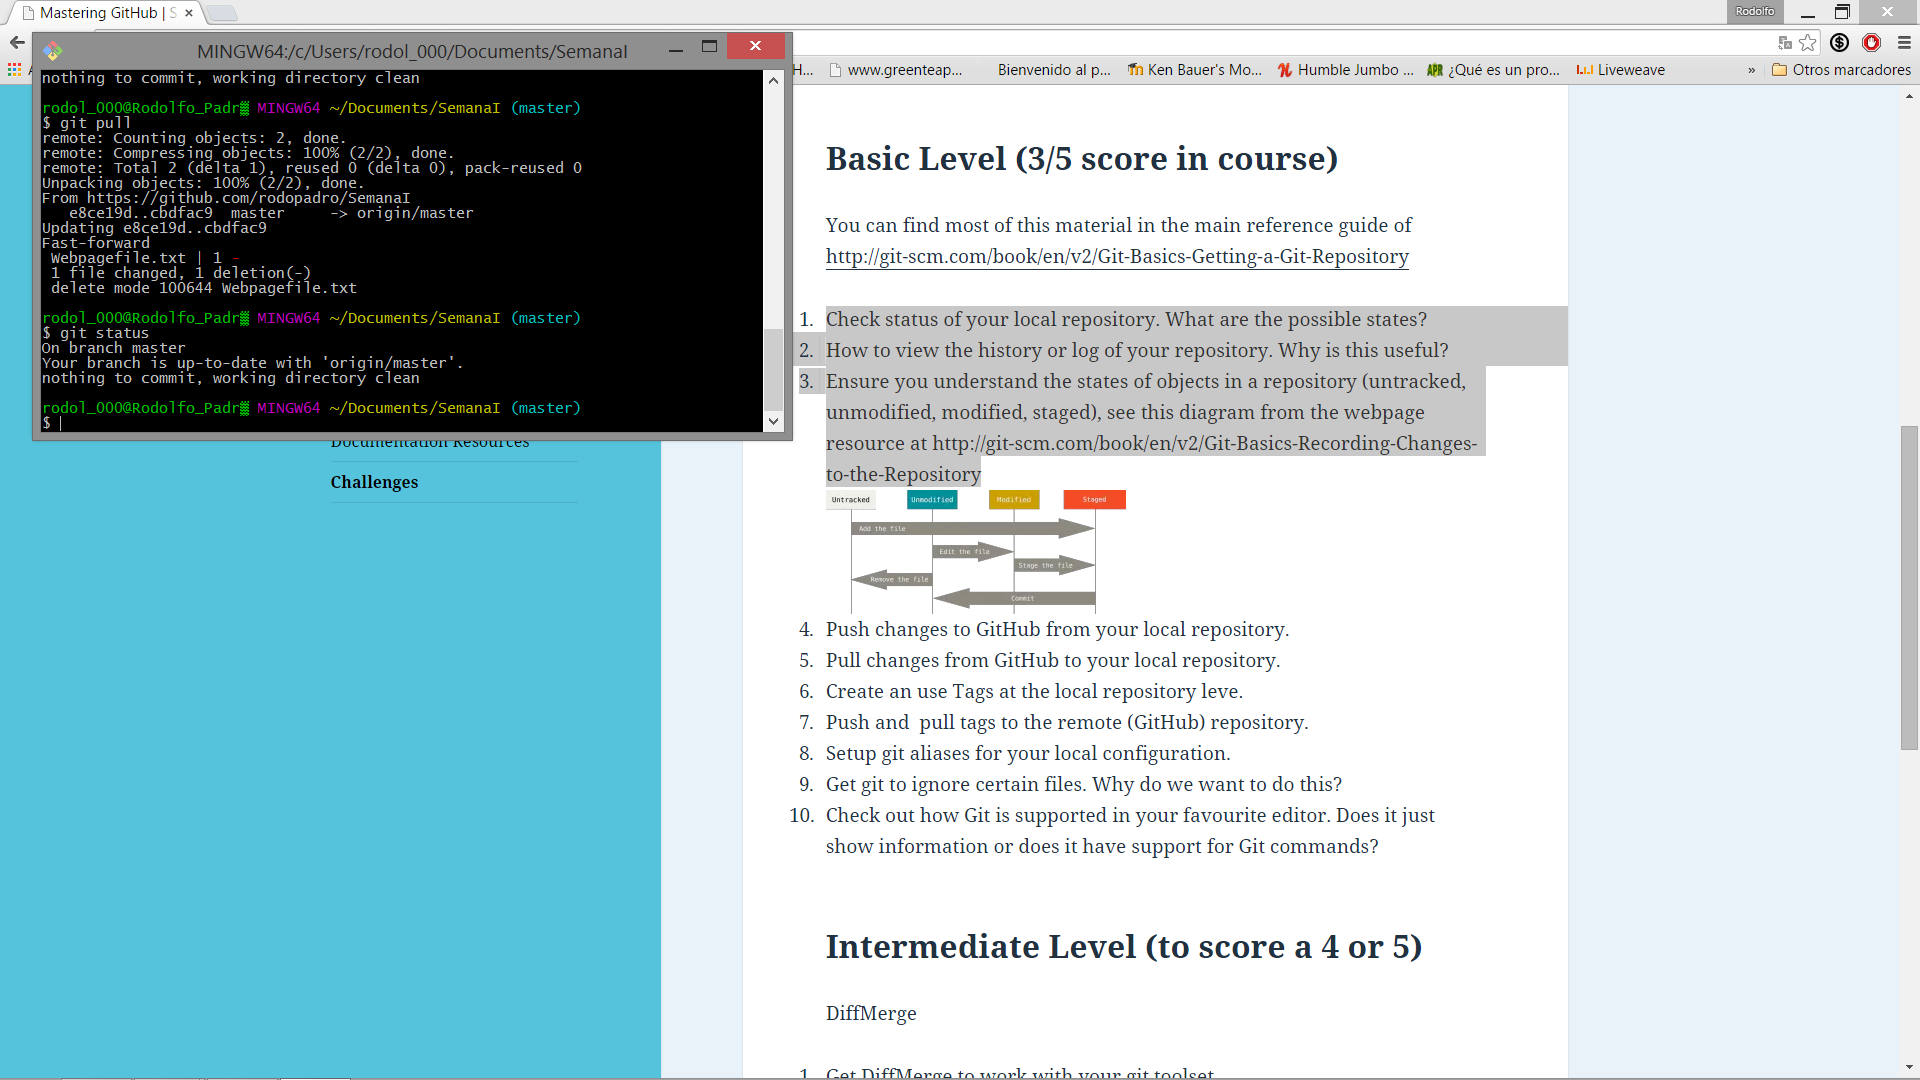 Mastering GitHub | S
Rodolfo
MINGW64:/c/Users/rodol_000/Documents/SemanaI
H...
www.greenteap...
Bienvenido al p...
Ken Bauer's Mo...
Humble Jumbo ...
APR ¿Qué es un pro...
Liveweave
»
Otros marcadores
nothing to commit, working directory clean
rodol_000@Rodolfo_Padr▒ MINGW64 ~/Documents/SemanaI (master)
$ git pull
remote: Counting objects: 2, done.
remote: Compressing objects: 100% (2/2), done.
remote: Total 2 (delta 1), reused 0 (delta 0), pack-reused 0
Unpacking objects: 100% (2/2), done.
From https://github.com/rodopadro/SemanaI
e8ce19d..cbdfac9  master     -> origin/master
Updating e8ce19d..cbdfac9
Fast-forward
Webpagefile.txt | 1 -
1 file changed, 1 deletion(-)
delete mode 100644 Webpagefile.txt
rodol_000@Rodolfo_Padr▒ MINGW64 ~/Documents/SemanaI (master)
$ git status
On branch master
Your branch is up-to-date with 'origin/master'.
nothing to commit, working directory clean
rodol_000@Rodolfo_Padr▒ MINGW64 ~/Documents/SemanaI (master)
$
Documentation Resources
Challenges
Basic Level (3/5 score in course)
You can find most of this material in the main reference guide of
http://git-scm.com/book/en/v2/Git-Basics-Getting-a-Git-Repository
1. Check status of your local repository. What are the possible states?
2. How to view the history or log of your repository. Why is this useful?
3. Ensure you understand the states of objects in a repository (untracked,
unmodified, modified, staged), see this diagram from the webpage
resource at http://git-scm.com/book/en/v2/Git-Basics-Recording-Changes-
to-the-Repository
Untracked
Unmodified
Modified
Staged
Add the file
Edit the file
Stage the file
Remove the file
Commit
4. Push changes to GitHub from your local repository.
5. Pull changes from GitHub to your local repository.
6. Create an use Tags at the local repository leve.
7. Push and  pull tags to the remote (GitHub) repository.
8. Setup git aliases for your local configuration.
9. Get git to ignore certain files. Why do we want to do this?
10. Check out how Git is supported in your favourite editor. Does it just
show information or does it have support for Git commands?
Intermediate Level (to score a 4 or 5)
DiffMerge
1. Get DiffMerge to work with your git toolset